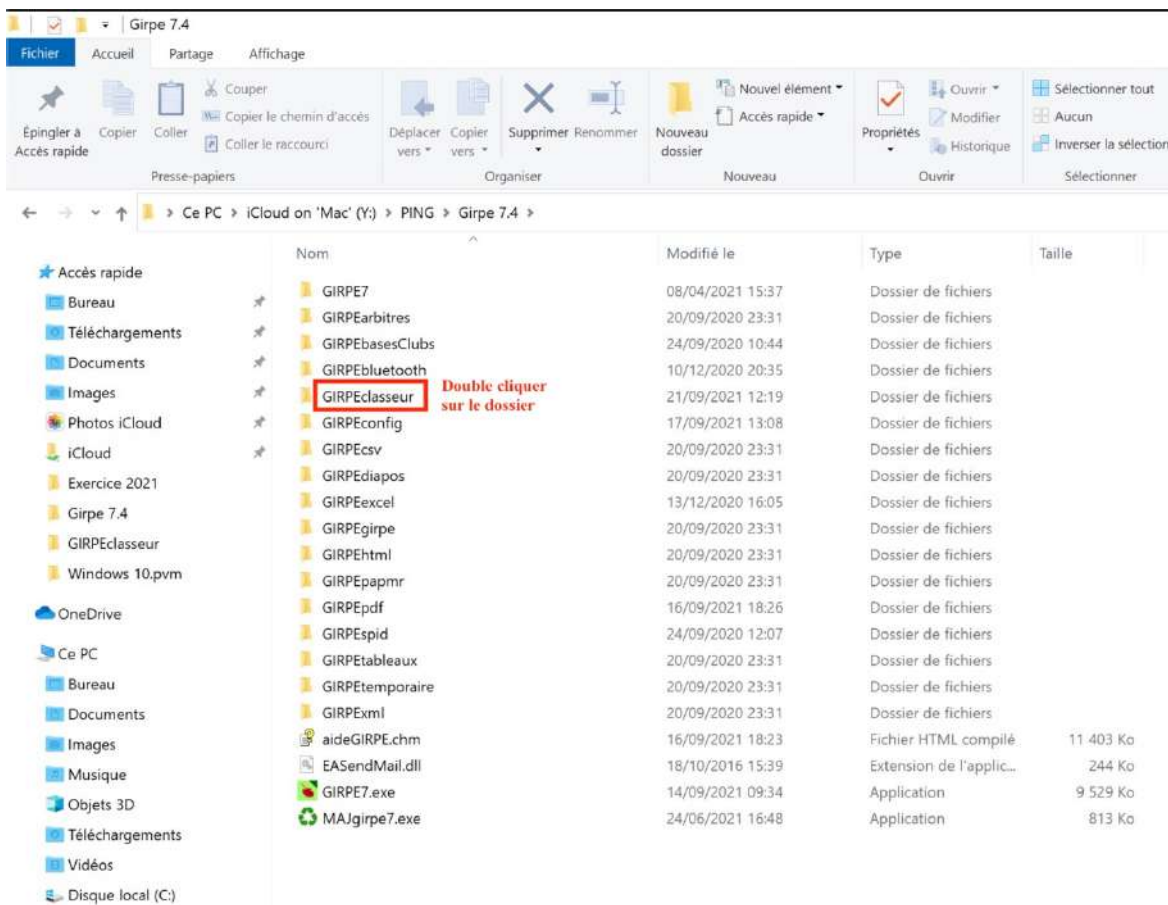 Girpe 7.4
Fichier Accueil Partage Affichage
Épingler à Accès rapide
Copier
Coller
Couper
Copier le chemin d'accès
Coller le raccourci
Presse-papiers
Déplacer vers
Copier vers
Supprimer
Renommer
Organiser
Nouveau dossier
Nouvel élément
Accès rapide
Nouveau
Propriétés
Ouvrir
Modifier
Historique
Ouvrir
Sélectionner tout
Aucun
Inverser la sélection
Sélectionner
Ce PC > iCloud on 'Mac' (Y:) > PING > Girpe 7.4 >
Accès rapide
Bureau
Téléchargements
Documents
Images
Photos iCloud
iCloud
Exercice 2021
Girpe 7.4
GIRPEclasseur
Windows 10.pvm
OneDrive
Ce PC
Bureau
Documents
Images
Musique
Objets 3D
Téléchargements
Vidéos
Disque local (C:)
Nom Modifié le Type Taille
GIRPE7 08/04/2021 15:37 Dossier de fichiers
GIRPEarbitres 20/09/2020 23:31 Dossier de fichiers
GIRPEbasesClubs 24/09/2020 10:44 Dossier de fichiers
GIRPEbluetooth 10/12/2020 20:35 Dossier de fichiers
GIRPEclasseur 21/09/2021 12:19 Dossier de fichiers
Double cliquer
sur le dossier
GIRPEconfig 17/09/2021 13:08 Dossier de fichiers
GIRPEcsv 20/09/2020 23:31 Dossier de fichiers
GIRPEdiapos 20/09/2020 23:31 Dossier de fichiers
GIRPEexcel 13/12/2020 16:05 Dossier de fichiers
GIRPEgirpe 20/09/2020 23:31 Dossier de fichiers
GIRPEhtml 20/09/2020 23:31 Dossier de fichiers
GIRPEpapmr 20/09/2020 23:31 Dossier de fichiers
GIRPEpdf 16/09/2021 18:26 Dossier de fichiers
GIRPEspid 24/09/2020 12:07 Dossier de fichiers
GIRPEtableaux 20/09/2020 23:31 Dossier de fichiers
GIRPEtemporaire 20/09/2020 23:31 Dossier de fichiers
GIRPExml 20/09/2020 23:31 Dossier de fichiers
aideGIRPE.chm 16/09/2021 18:23 Fichier HTML compilé 11 403 Ko
EASendMail.dll 18/10/2016 15:39 Extension de l'applic... 244 Ko
GIRPE7.exe 14/09/2021 09:34 Application 9 529 Ko
MAJgirpe7.exe 24/06/2021 16:48 Application 813 Ko